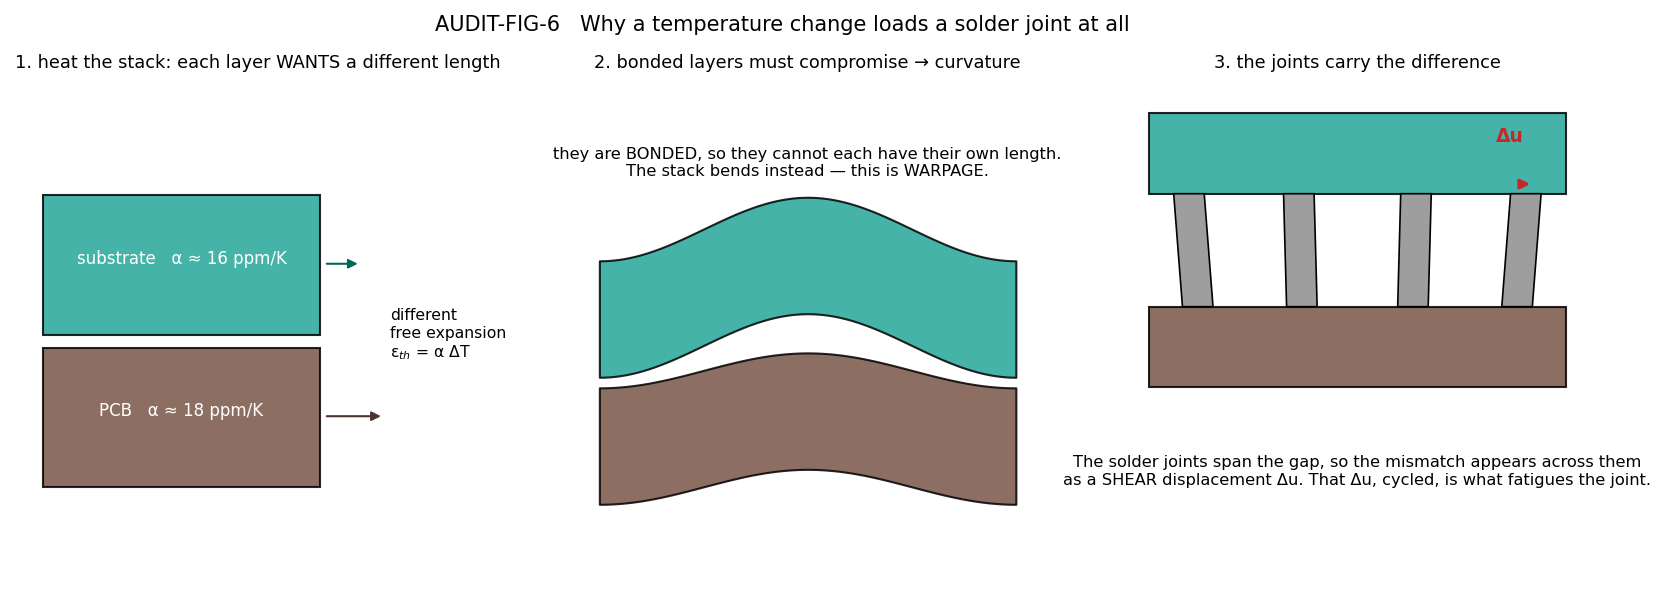 AUDIT-FIG-6   Why a temperature change loads a solder joint at all
1. heat the stack: each layer WANTS a different length
substrate   α ≈ 16 ppm/K
PCB   α ≈ 18 ppm/K
different
free expansion
ε_th = α ΔT
2. bonded layers must compromise → curvature
they are BONDED, so they cannot each have their own length.
The stack bends instead — this is WARPAGE.
3. the joints carry the difference
Δu
The solder joints span the gap, so the mismatch appears across them
as a SHEAR displacement Δu. That Δu, cycled, is what fatigues the joint.